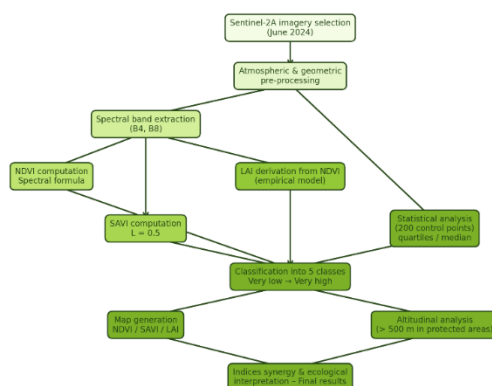 Sentinel-2A imagery selection
(June 2024)
Atmospheric & geometric
pre-processing
Spectral band extraction
(B4, B8)
NDVI computation
Spectral formula
LAI derivation from NDVI
(empirical model)
SAVI computation
L = 0.5
Statistical analysis
(200 control points)
quartiles / median
Classification into 5 classes
Very low → Very high
Map generation
NDVI / SAVI / LAI
Altitudinal analysis
(> 500 m in protected areas)
Indices synergy & ecological
interpretation – Final results